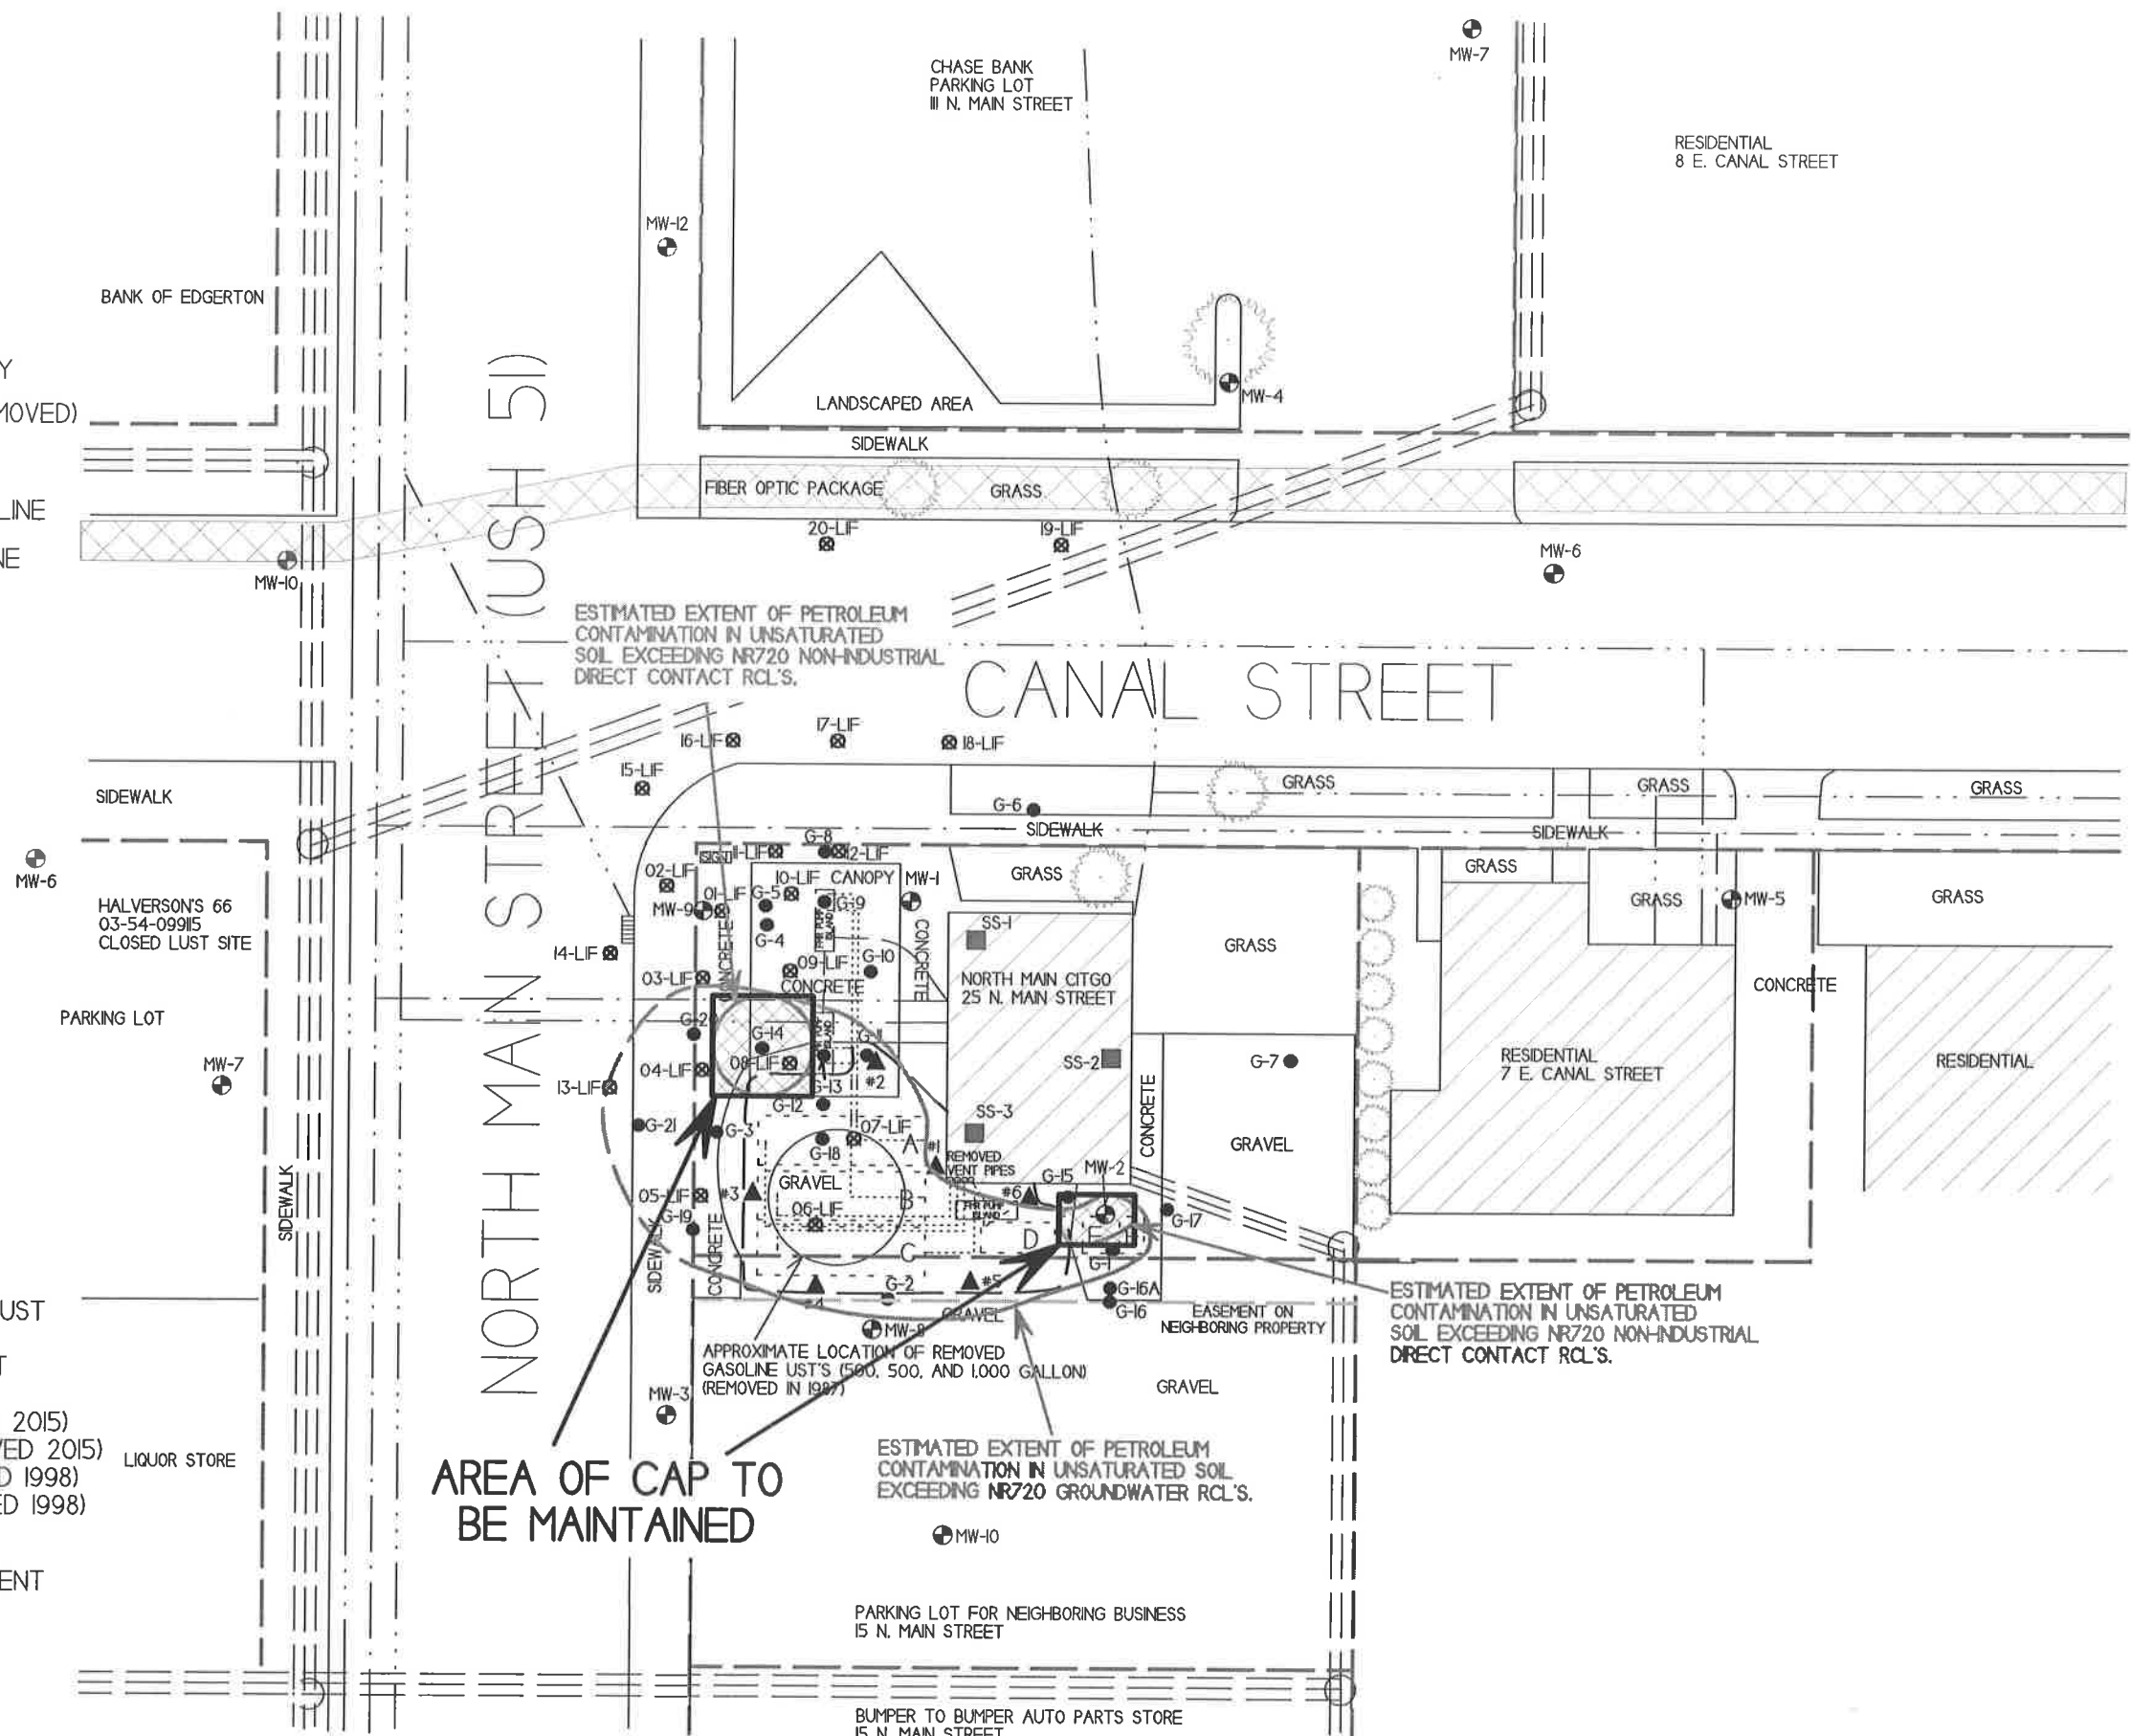 MW-7
CHASE BANK
PARKING LOT
111 N. MAIN STREET
RESIDENTIAL
8 E. CANAL STREET
MW-12
BANK OF EDGERTON
Y
MOVED)
LINE
NE
MW-4
LANDSCAPED AREA
SIDEWALK
FIBER OPTIC PACKAGE
GRASS
20-LIF
19-LIF
MW-6
MW-10
NORTH MAIN STREET (USH 51)
ESTIMATED EXTENT OF PETROLEUM
CONTAMINATION IN UNSATURATED
SOIL EXCEEDING NR720 NON-INDUSTRIAL
DIRECT CONTACT RCL'S.
CANAL STREET
16-LIF
17-LIF
18-LIF
15-LIF
GRASS
GRASS
GRASS
SIDEWALK
G-6
SIDEWALK
SIDEWALK
G-8
SIGN
11-LIF
12-LIF
MW-6
HALVERSON'S 66
03-54-099115
CLOSED LUST SITE
02-LIF
01-LIF
10-LIF
CANOPY
MW-1
GRASS
GRASS
GRASS
MW-5
GRASS
MW-9
G-5
G-9
G-4
CONCRETE
CONCRETE
SS-1
GRASS
14-LIF
03-LIF
09-LIF
G-10
CONCRETE
NORTH MAIN CITGO
25 N. MAIN STREET
CONCRETE
PARKING LOT
MW-7
G-14
G-11
04-LIF
08-LIF
13-LIF
G-13
#2
SS-2
G-7
RESIDENTIAL
7 E. CANAL STREET
RESIDENTIAL
G-12
G-21
G-3
07-LIF
G-18
A
#1
SS-3
CONCRETE
GRAVEL
REMOVED
VENT PIPES
G-15
MW-2
SIDEWALK
05-LIF
#3
GRAVEL
B
#6
06-LIF
G-19
G-17
SIDEWALK
CONCRETE
C
D
E
G-1
#4
G-2
#5
G-16A
G-16
GRAVEL
EASEMENT ON
NEIGHBORING PROPERTY
MW-8
ESTIMATED EXTENT OF PETROLEUM
CONTAMINATION IN UNSATURATED
SOIL EXCEEDING NR720 NON-INDUSTRIAL
DIRECT CONTACT RCL'S.
UST
T
APPROXIMATE LOCATION OF REMOVED
GASOLINE UST'S (500, 500, AND 1,000 GALLON)
(REMOVED IN 1987)
MW-3
GRAVEL
2015)
VED 2015)
D 1998)
ED 1998)
LIQUOR STORE
AREA OF CAP TO
BE MAINTAINED
ESTIMATED EXTENT OF PETROLEUM
CONTAMINATION IN UNSATURATED SOIL
EXCEEDING NR720 GROUNDWATER RCL'S.
MW-10
ENT
PARKING LOT FOR NEIGHBORING BUSINESS
15 N. MAIN STREET
BUMPER TO BUMPER AUTO PARTS STORE
15 N. MAIN STREET